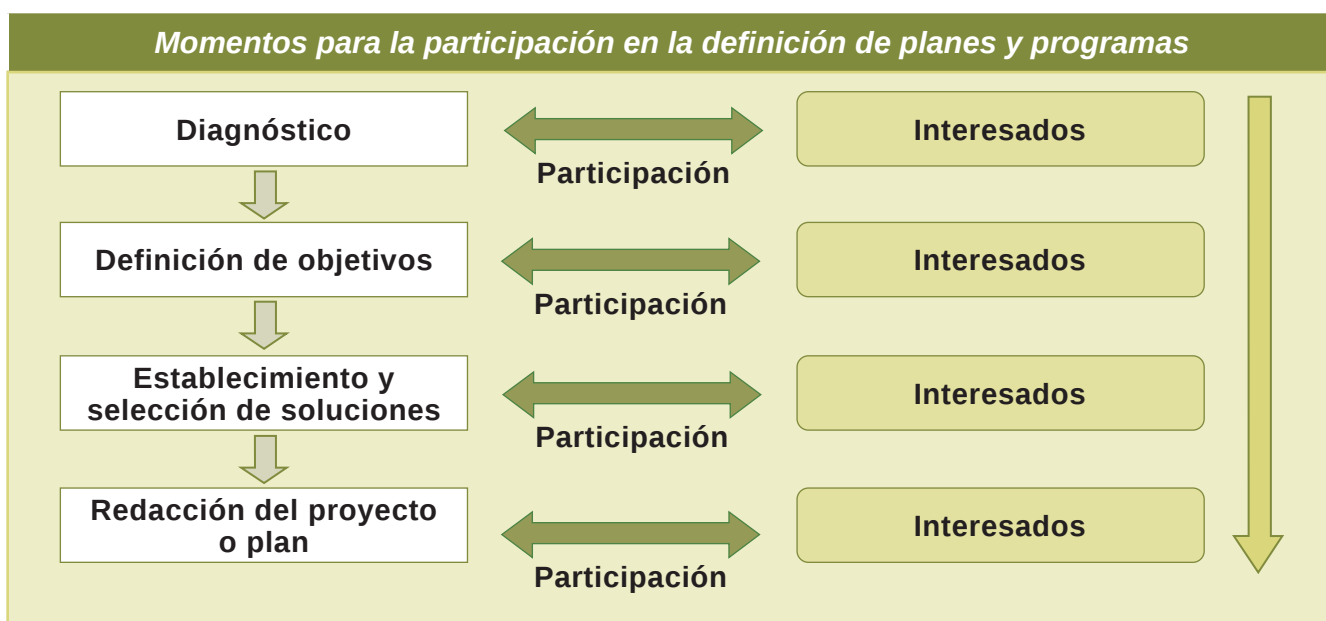 Momentos para la participación en la definición de planes y programas
Diagnóstico
Participación
Interesados
Definición de objetivos
Participación
Interesados
Establecimiento y
selección de soluciones
Participación
Interesados
Redacción del proyecto
o plan
Participación
Interesados